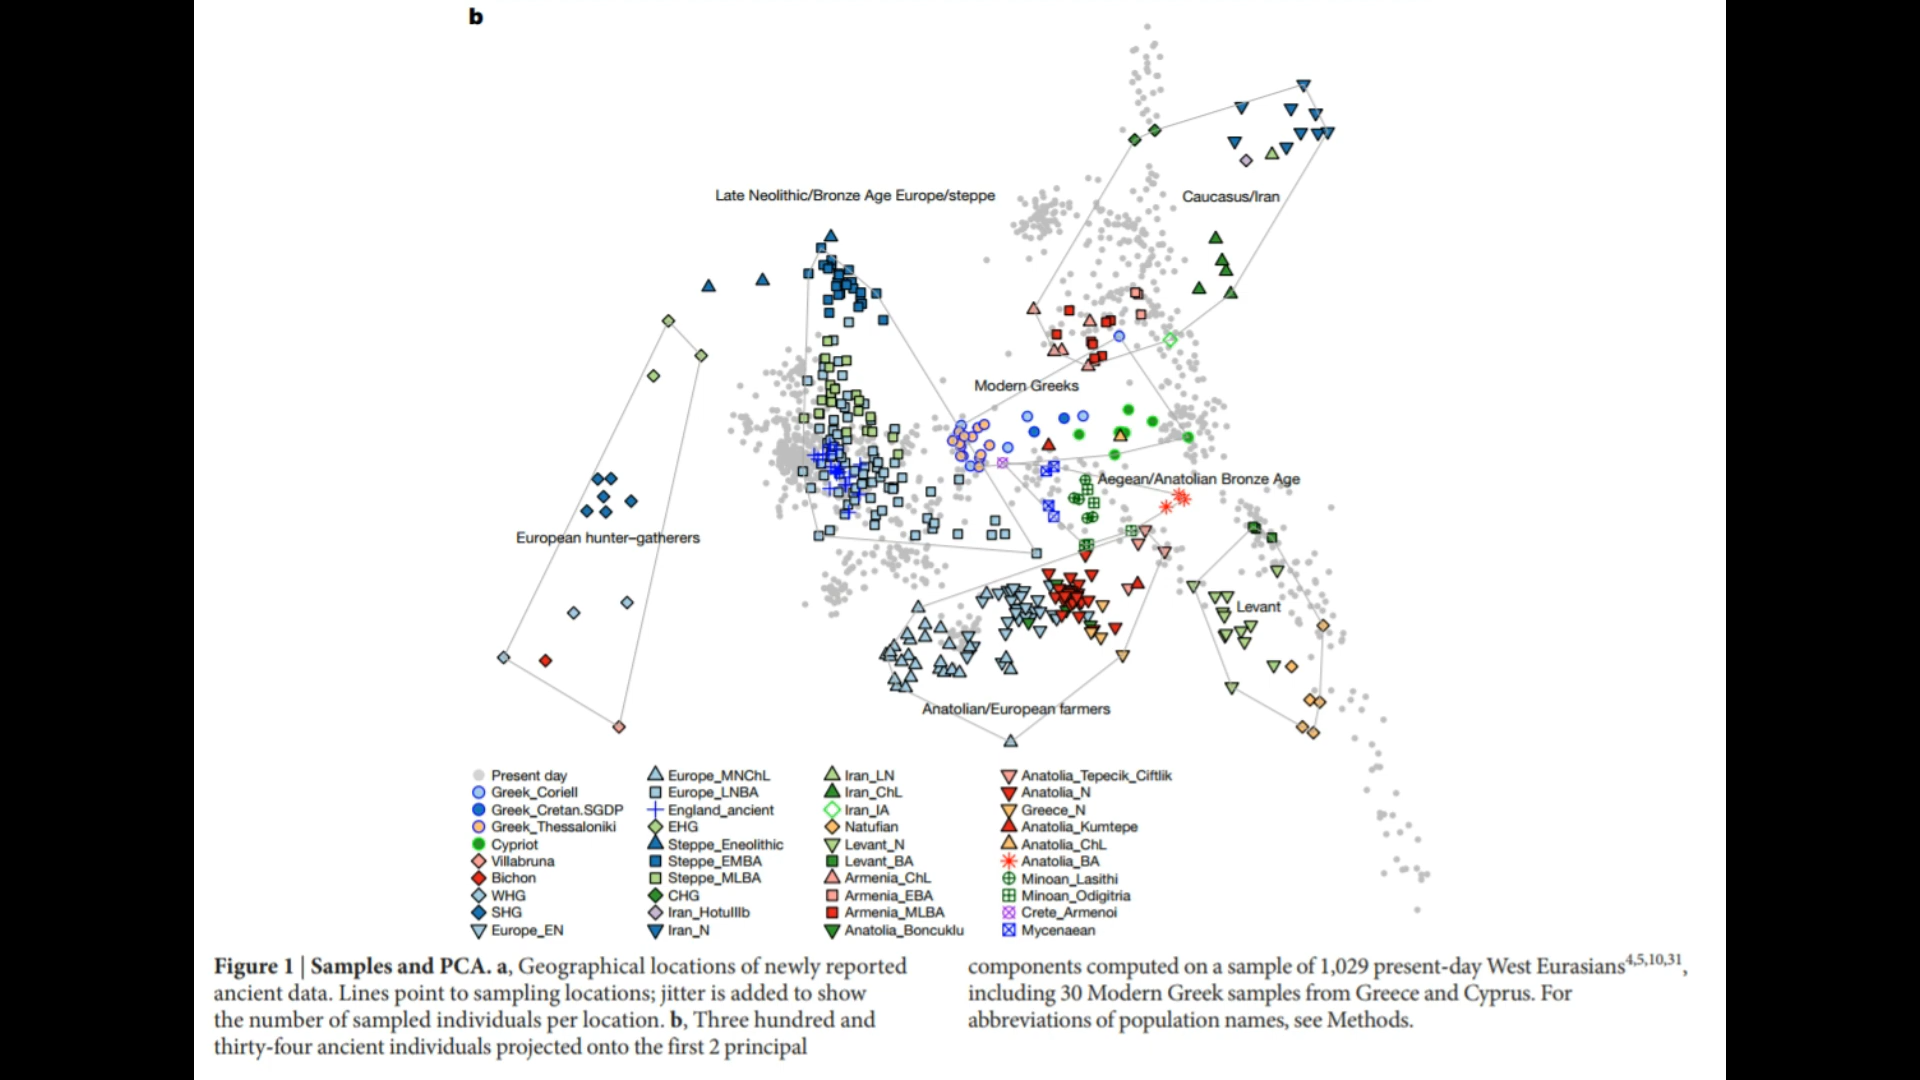 b
Late Neolithic/Bronze Age Europe/steppe
Caucasus/Iran
Modern Greeks
Aegean/Anatolian Bronze Age
European hunter–gatherers
Levant
Anatolian/European farmers
Present day
Greek_Coriell
Greek_Cretan.SGDP
Greek_Thessaloniki
Cypriot
Villabruna
Bichon
WHG
SHG
Europe_EN
Europe_MNChL
Europe_LNBA
England_ancient
EHG
Steppe_Eneolithic
Steppe_EMBA
Steppe_MLBA
CHG
Iran_HotuIIIb
Iran_N
Iran_LN
Iran_ChL
Iran_IA
Natufian
Levant_N
Levant_BA
Armenia_ChL
Armenia_EBA
Armenia_MLBA
Anatolia_Boncuklu
Anatolia_Tepecik_Ciftlik
Anatolia_N
Greece_N
Anatolia_Kumtepe
Anatolia_ChL
Anatolia_BA
Minoan_Lasithi
Minoan_Odigitria
Crete_Armenoi
Mycenaean
Figure 1 | Samples and PCA. a, Geographical locations of newly reported
ancient data. Lines point to sampling locations; jitter is added to show
the number of sampled individuals per location. b, Three hundred and
thirty-four ancient individuals projected onto the first 2 principal
components computed on a sample of 1,029 present-day West Eurasians4,5,10,31,
including 30 Modern Greek samples from Greece and Cyprus. For
abbreviations of population names, see Methods.